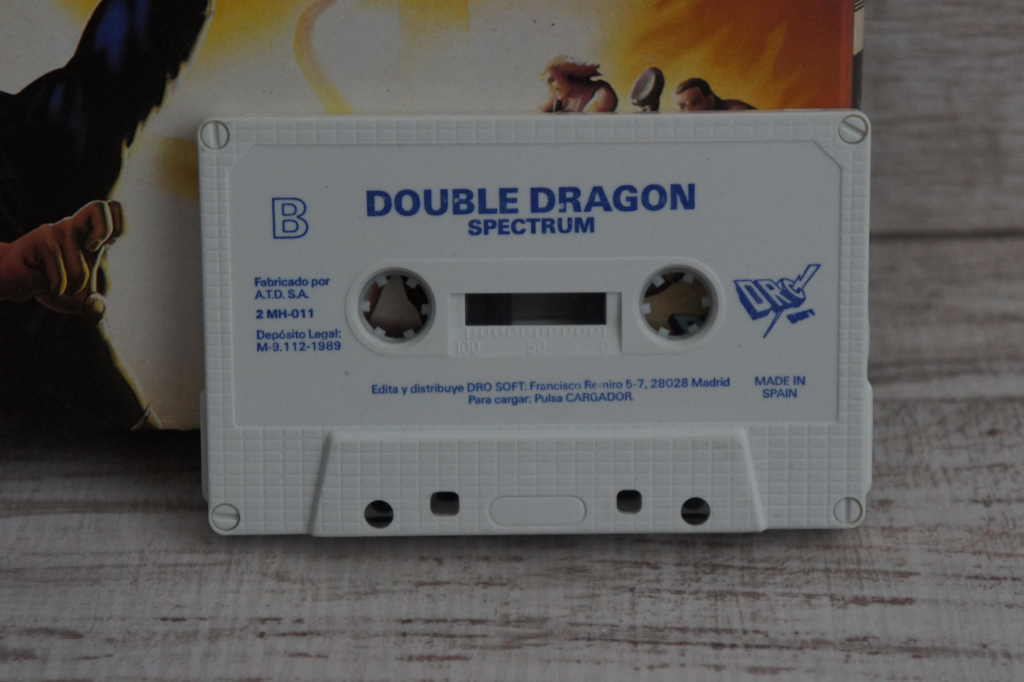 B
DOUBLE DRAGON
SPECTRUM
Fabricado por
A.T.D. S.A.
2 MH-011
Depósito Legal:
M-9.112-1989
100 50 0
DRO
SOFT
Edita y distribuye DRO SOFT: Francisco Remiro 5-7, 28028 Madrid
Para cargar: Pulsa CARGADOR.
MADE IN
SPAIN